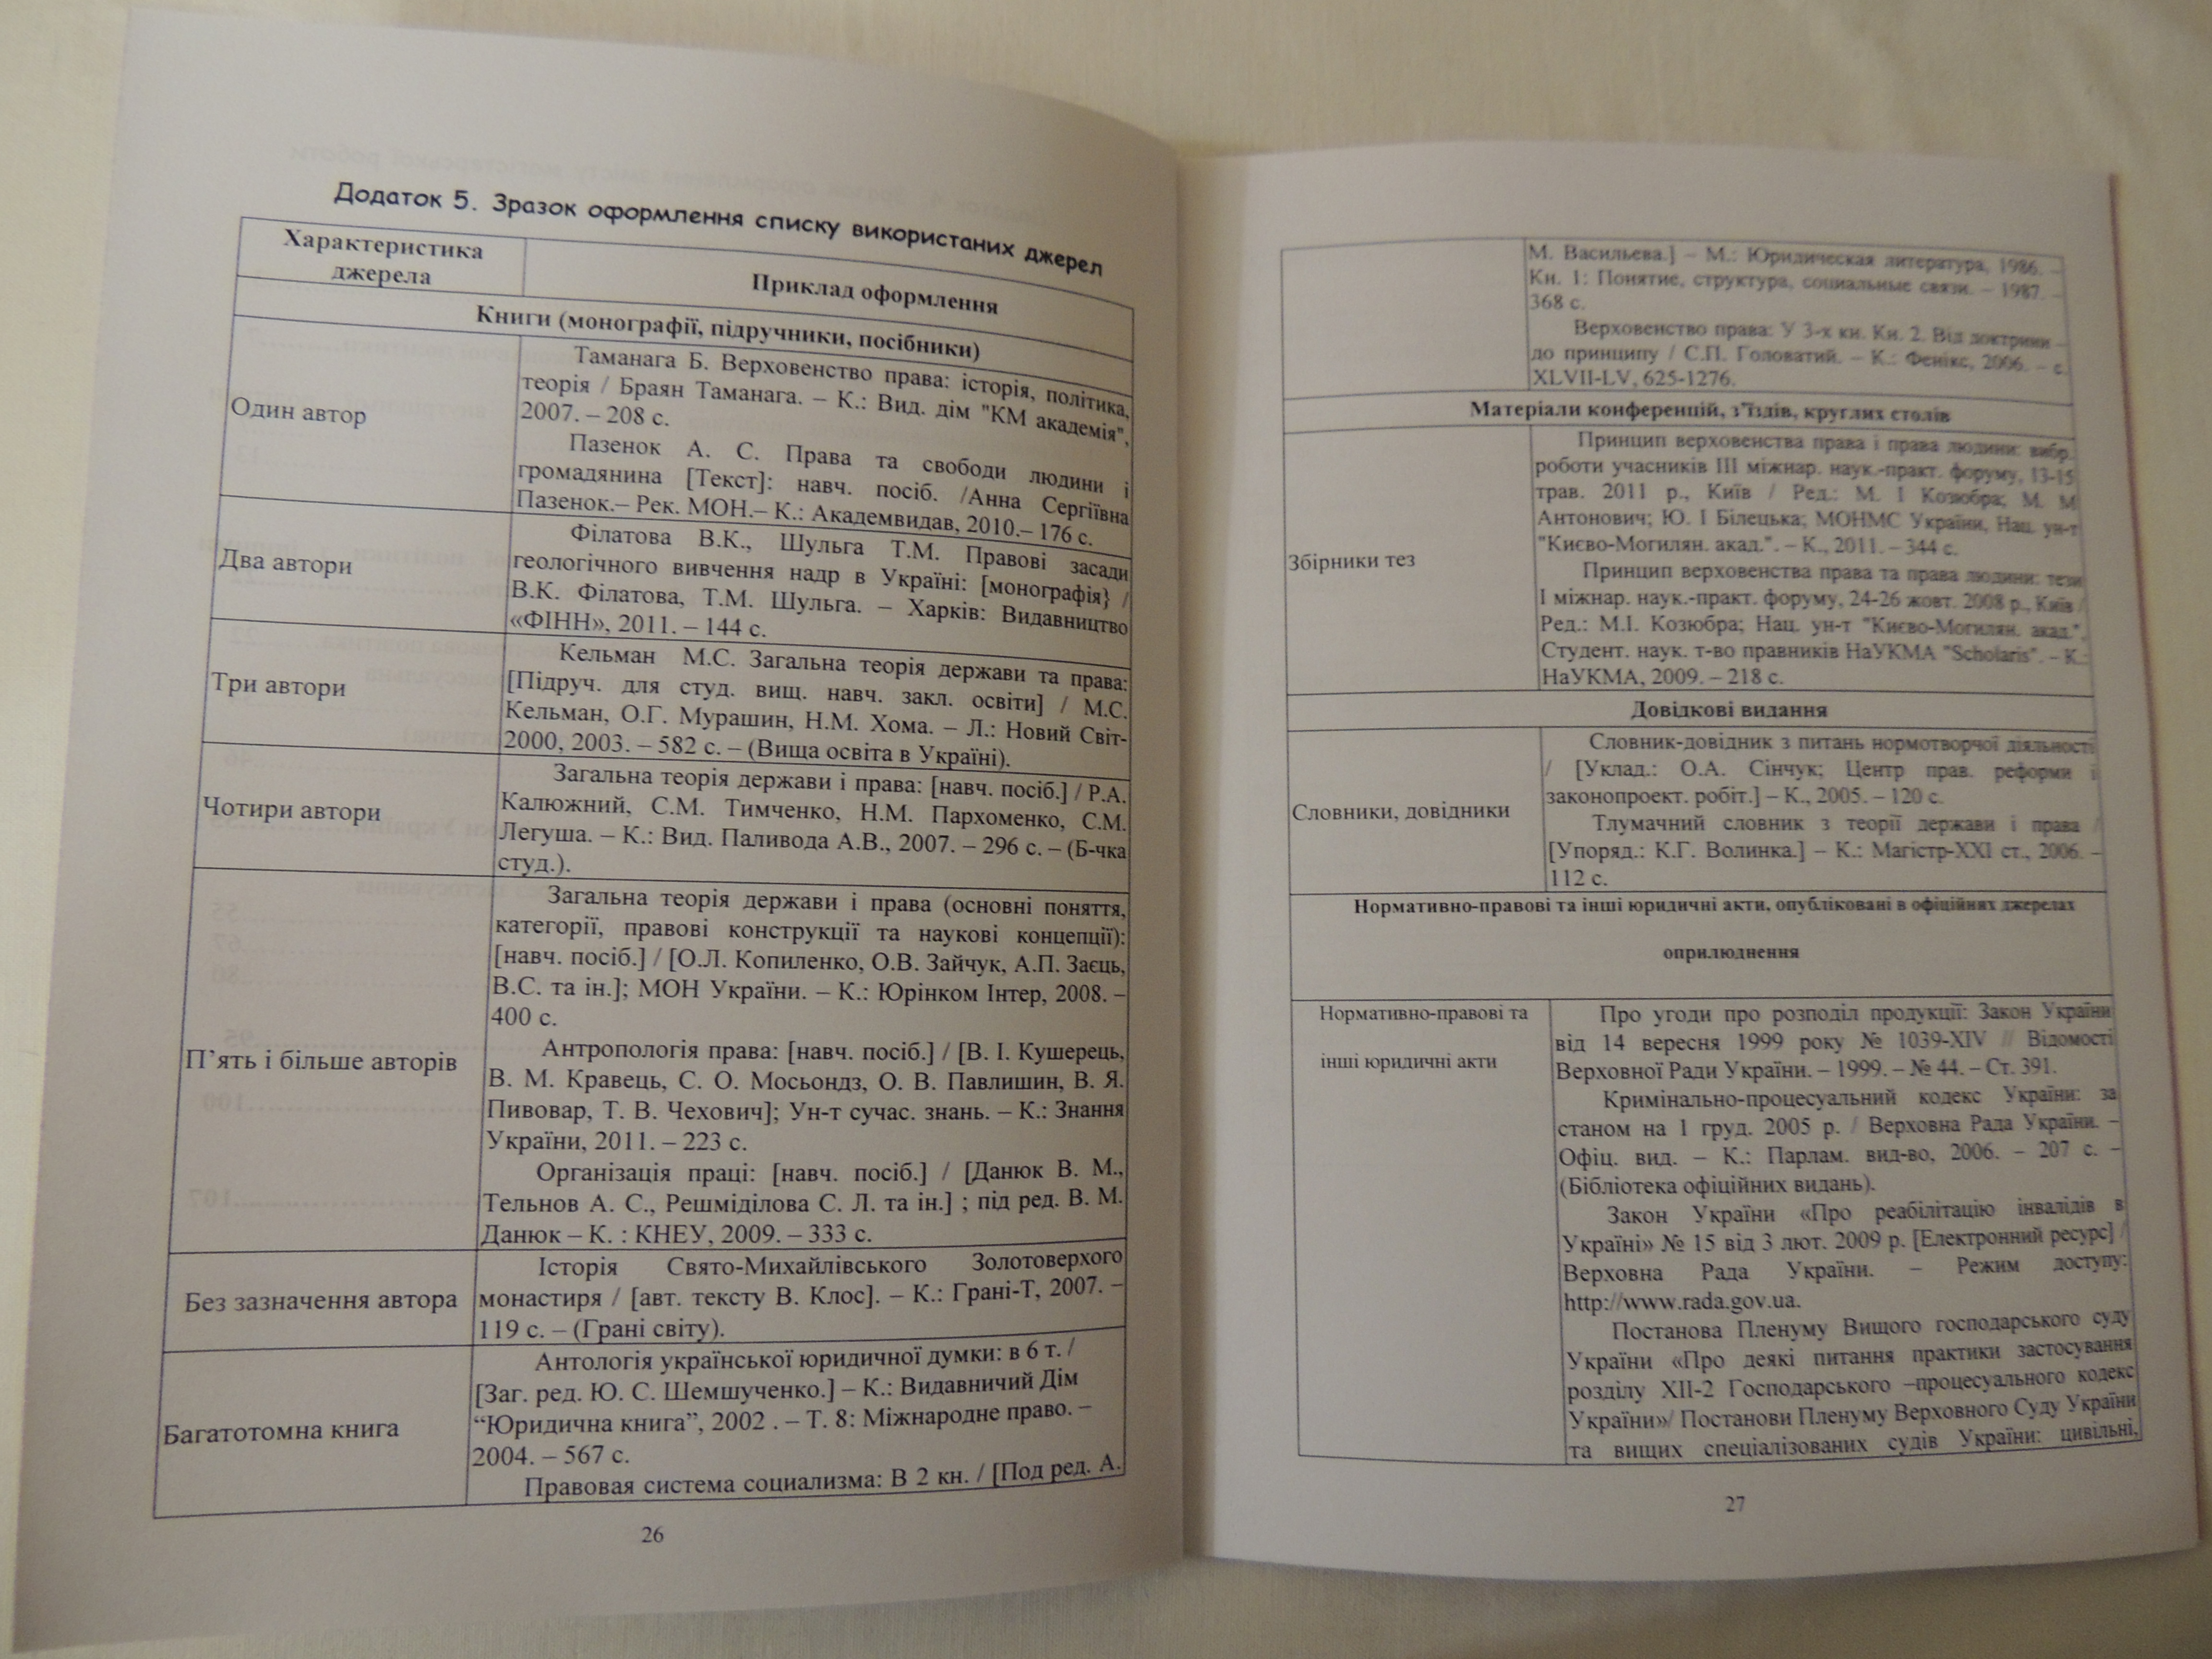 Додаток 5. Зразок оформлення списку використаних джерел
Характеристика
джерела
Приклад оформлення
Книги (монографії, підручники, посібники)
Один автор
Таманага Б. Верховенство права: історія, політика,
теорія / Браян Таманага. – К.: Вид. дім "КМ академія",
2007. – 208 с.
Пазенок А. С. Права та свободи людини і
громадянина [Текст]: навч. посіб. /Анна Сергіївна
Пазенок.– Рек. МОН.– К.: Академвидав, 2010.– 176 с.
Два автори
Філатова В.К., Шульга Т.М. Правові засади
геологічного вивчення надр в Україні: [монографія} /
В.К. Філатова, Т.М. Шульга. – Харків: Видавництво
«ФІНН», 2011. – 144 с.
Три автори
Кельман М.С. Загальна теорія держави та права:
[Підруч. для студ. вищ. навч. закл. освіти] / М.С.
Кельман, О.Г. Мурашин, Н.М. Хома. – Л.: Новий Світ-
2000, 2003. – 582 с. – (Вища освіта в Україні).
Чотири автори
Загальна теорія держави і права: [навч. посіб.] / Р.А.
Калюжний, С.М. Тимченко, Н.М. Пархоменко, С.М.
Легуша. – К.: Вид. Паливода А.В., 2007. – 296 с. – (Б-чка
студ.).
П’ять і більше авторів
Загальна теорія держави і права (основні поняття,
категорії, правові конструкції та наукові концепції):
[навч. посіб.] / [О.Л. Копиленко, О.В. Зайчук, А.П. Заєць,
В.С. та ін.]; МОН України. – К.: Юрінком Інтер, 2008. –
400 с.
Антропологія права: [навч. посіб.] / [В. І. Кушерець,
В. М. Кравець, С. О. Мосьондз, О. В. Павлишин, В. Я.
Пивовар, Т. В. Чехович]; Ун-т сучас. знань. – К.: Знання
України, 2011. – 223 с.
Організація праці: [навч. посіб.] / [Данюк В. М.,
Тельнов А. С., Решміділова С. Л. та ін.] ; під ред. В. М.
Данюк – К. : КНЕУ, 2009. – 333 с.
Без зазначення автора
Історія Свято-Михайлівського Золотоверхого
монастиря / [авт. тексту В. Клос]. – К.: Грані-Т, 2007. –
119 с. – (Грані світу).
Багатотомна книга
Антологія української юридичної думки: в 6 т. /
[Заг. ред. Ю. С. Шемшученко.] – К.: Видавничий Дім
“Юридична книга”, 2002 . – Т. 8: Міжнародне право. –
2004. – 567 с.
Правовая система социализма: В 2 кн. / [Под ред. А.
26
М. Васильева.] – М.: Юридическая литература, 1986. –
Кн. 1: Понятие, структура, социальные связи. – 1987. –
368 с.
Верховенство права: У 3-х кн. Кн. 2. Від доктрини –
до принципу / С.П. Головатий. – К.: Фенікс, 2006. – с.
XLVII-LV, 625-1276.
Матеріали конференцій, з’їздів, круглих столів
Збірники тез
Принцип верховенства права і права людини: вибр.
роботи учасників III міжнар. наук.-практ. форуму, 13-15
трав. 2011 р., Київ / Ред.: М. І Козюбра; М. М
Антонович; Ю. І Білецька; МОНМС України, Нац. ун-т
"Києво-Могилян. акад.". – К., 2011. – 344 с.
Принцип верховенства права та права людини: тези
I міжнар. наук.-практ. форуму, 24-26 жовт. 2008 р., Київ /
Ред.: М.І. Козюбра; Нац. ун-т "Києво-Могилян. акад.",
Студент. наук. т-во правників НаУКМА "Scholaris". – К.:
НаУКМА, 2009. – 218 с.
Довідкові видання
Словники, довідники
Словник-довідник з питань нормотворчої діяльності
/ [Уклад.: О.А. Сінчук; Центр прав. реформи і
законопроект. робіт.] – К., 2005. – 120 с.
Тлумачний словник з теорії держави і права /
[Упоряд.: К.Г. Волинка.] – К.: Магістр-XXI ст., 2006. –
112 с.
Нормативно-правові та інші юридичні акти, опубліковані в офіційних джерелах
оприлюднення
Нормативно-правові та
інші юридичні акти
Про угоди про розподіл продукції: Закон України
від 14 вересня 1999 року № 1039-XIV // Відомості
Верховної Ради України. – 1999. – № 44. – Ст. 391.
Кримінально-процесуальний кодекс України: за
станом на 1 груд. 2005 р. / Верховна Рада України. –
Офіц. вид. – К.: Парлам. вид-во, 2006. – 207 с. –
(Бібліотека офіційних видань).
Закон України «Про реабілітацію інвалідів в
Україні» № 15 від 3 лют. 2009 р. [Електронний ресурс] /
Верховна Рада України. – Режим доступу:
http://www.rada.gov.ua.
Постанова Пленуму Вищого господарського суду
України «Про деякі питання практики застосування
розділу XII-2 Господарського –процесуального кодекс
України»/ Постанови Пленуму Верховного Суду України
та вищих спеціалізованих судів України: цивільні,
27